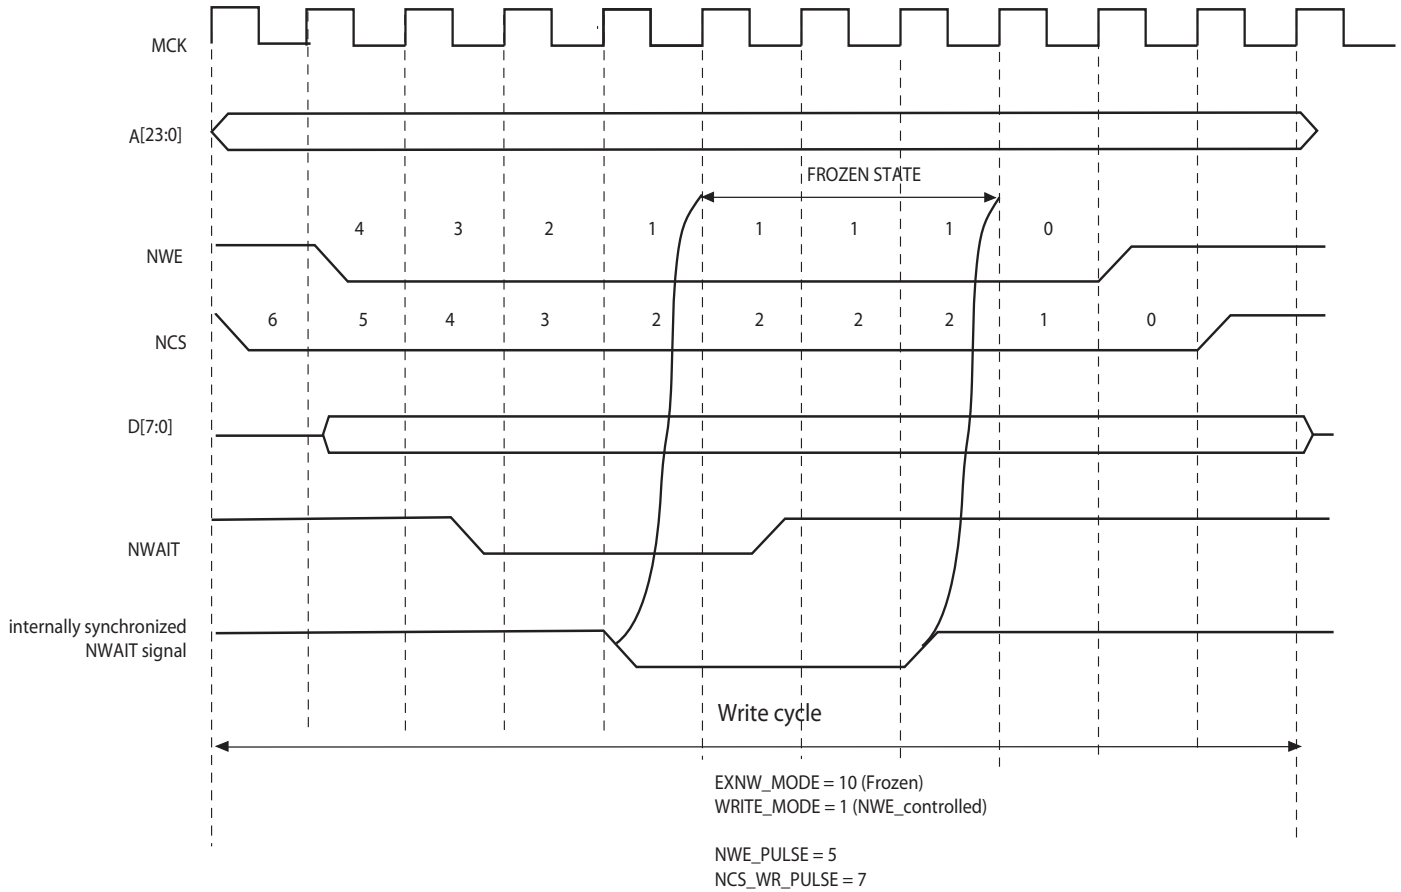 MCK
A[23:0]
FROZEN STATE
4 3 2 1 1 1 1 0
NWE
6 5 4 3 2 2 2 2 1 0
NCS
D[7:0]
NWAIT
internally synchronized
NWAIT signal
Write cycle
EXNW_MODE = 10 (Frozen)
WRITE_MODE = 1 (NWE_controlled)
NWE_PULSE = 5
NCS_WR_PULSE = 7